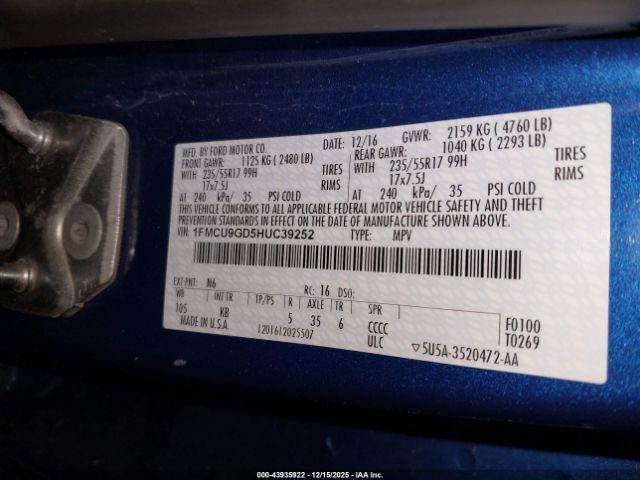 MFD. BY FORD MOTOR CO.
DATE: 12/16 GVWR: 2159 KG ( 4760 LB)
FRONT GAWR: 1125 KG ( 2480 LB) REAR GAWR: 1040 KG ( 2293 LB)
WITH 235/55R17 99H TIRES WITH 235/55R17 99H TIRES
17x7.5J RIMS 17x7.5J RIMS
AT 240 kPa/ 35 PSI COLD AT 240 kPa/ 35 PSI COLD
THIS VEHICLE CONFORMS TO ALL APPLICABLE FEDERAL MOTOR VEHICLE SAFETY AND THEFT
PREVENTION STANDARDS IN EFFECT ON THE DATE OF MANUFACTURE SHOWN ABOVE.
VIN: 1FMCU9GD5HUC39252 TYPE: MPV
EXT PNT: N6 RC: 16 DSO:
WB INT TR TP/PS R AXLE TR SPR
105 KB 5 35 6 CCCC F0100
MADE IN U.S.A. 1201612025507 ULC T0269
▽5U5A-3520472-AA
000-43935922 - 12/15/2025 - IAAI, Inc.